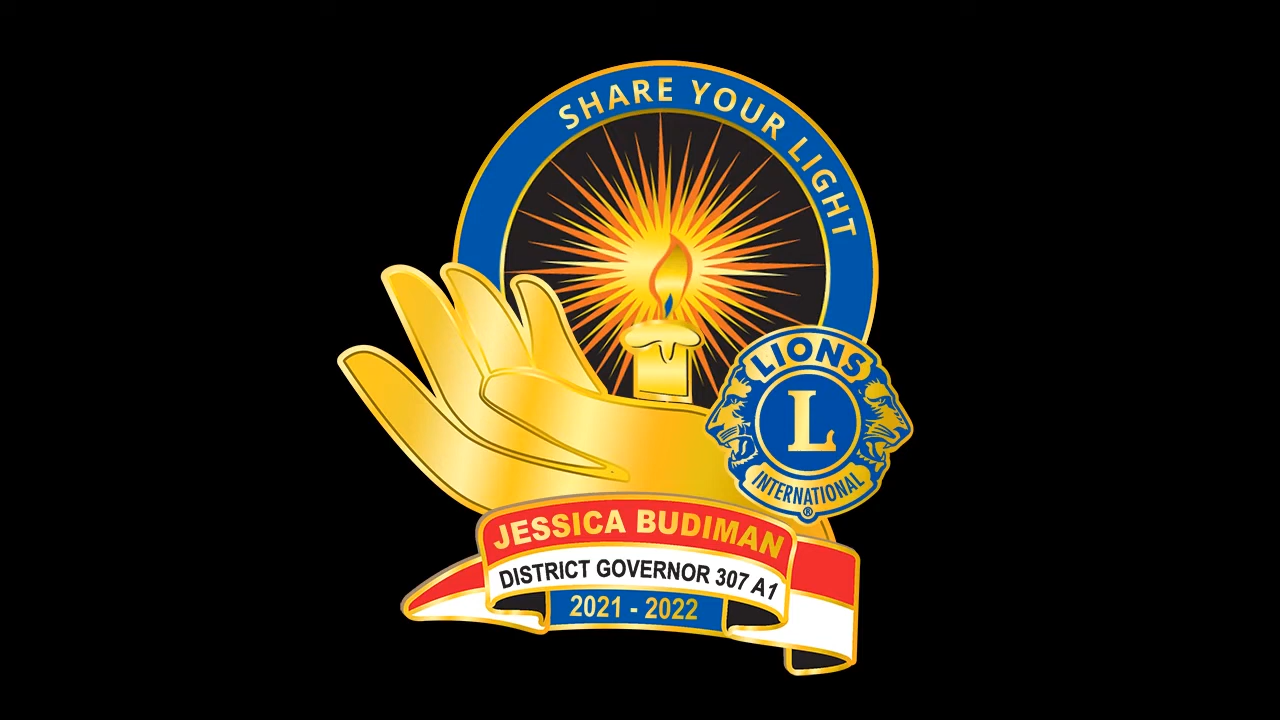 SHARE YOUR LIGHT
LIONS
L
INTERNATIONAL
®
JESSICA BUDIMAN
DISTRICT GOVERNOR 307 A1
2021 - 2022